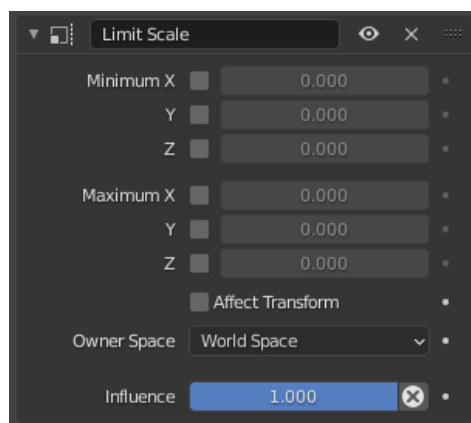 Limit Scale
Minimum X 0.000
Y 0.000
Z 0.000
Maximum X 0.000
Y 0.000
Z 0.000
Affect Transform
Owner Space World Space
Influence 1.000